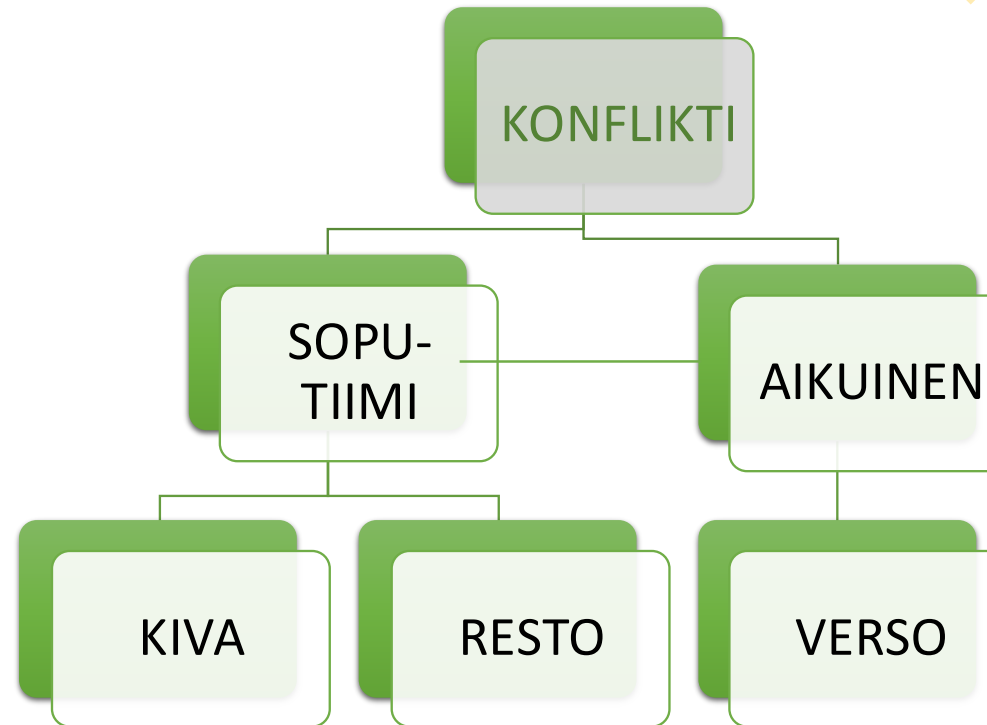 KONFLIKTI
SOPU-
TIIMI
AIKUINEN
KIVA
RESTO
VERSO